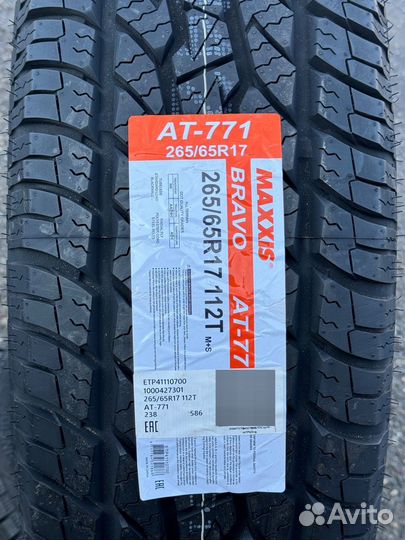 AT-771
265/65R17
MAXXIS
BRAVO AT-77
265/65R17 112T M+S
ETP41110700
1000427301
265/65R17 112T
AT-771
238 586
EAC
Avito